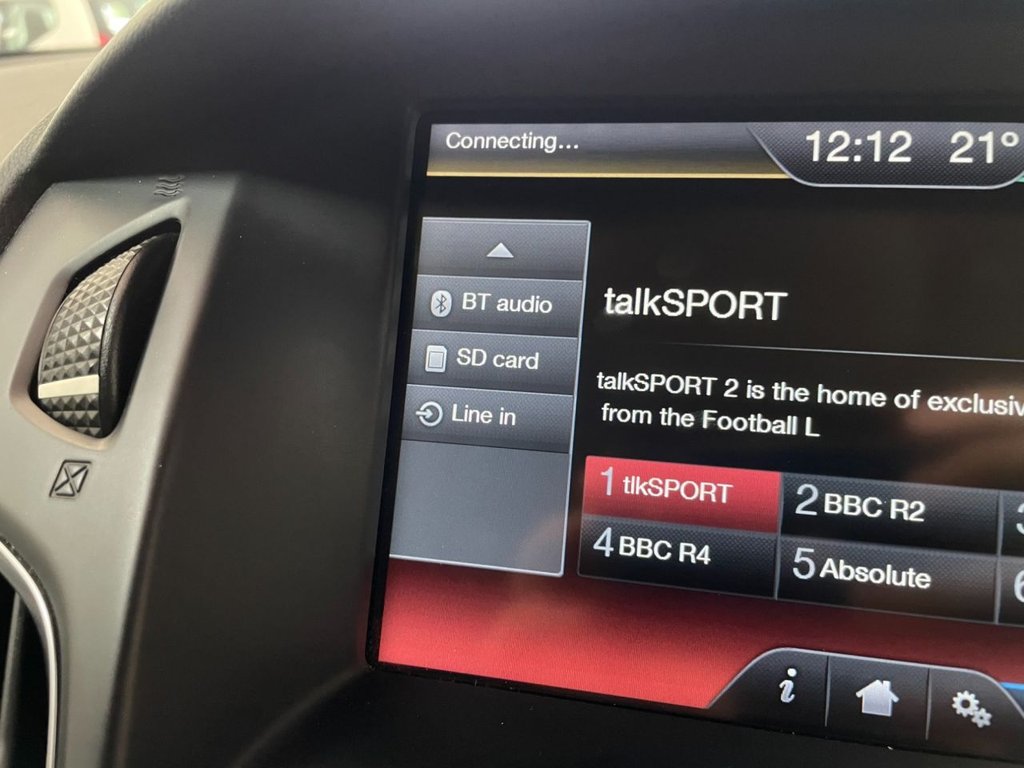 Connecting...
12:12 21°
BT audio
SD card
Line in
talkSPORT
talkSPORT 2 is the home of exclusiv
from the Football L
1 tlkSPORT
2 BBC R2
4 BBC R4
5 Absolute
i